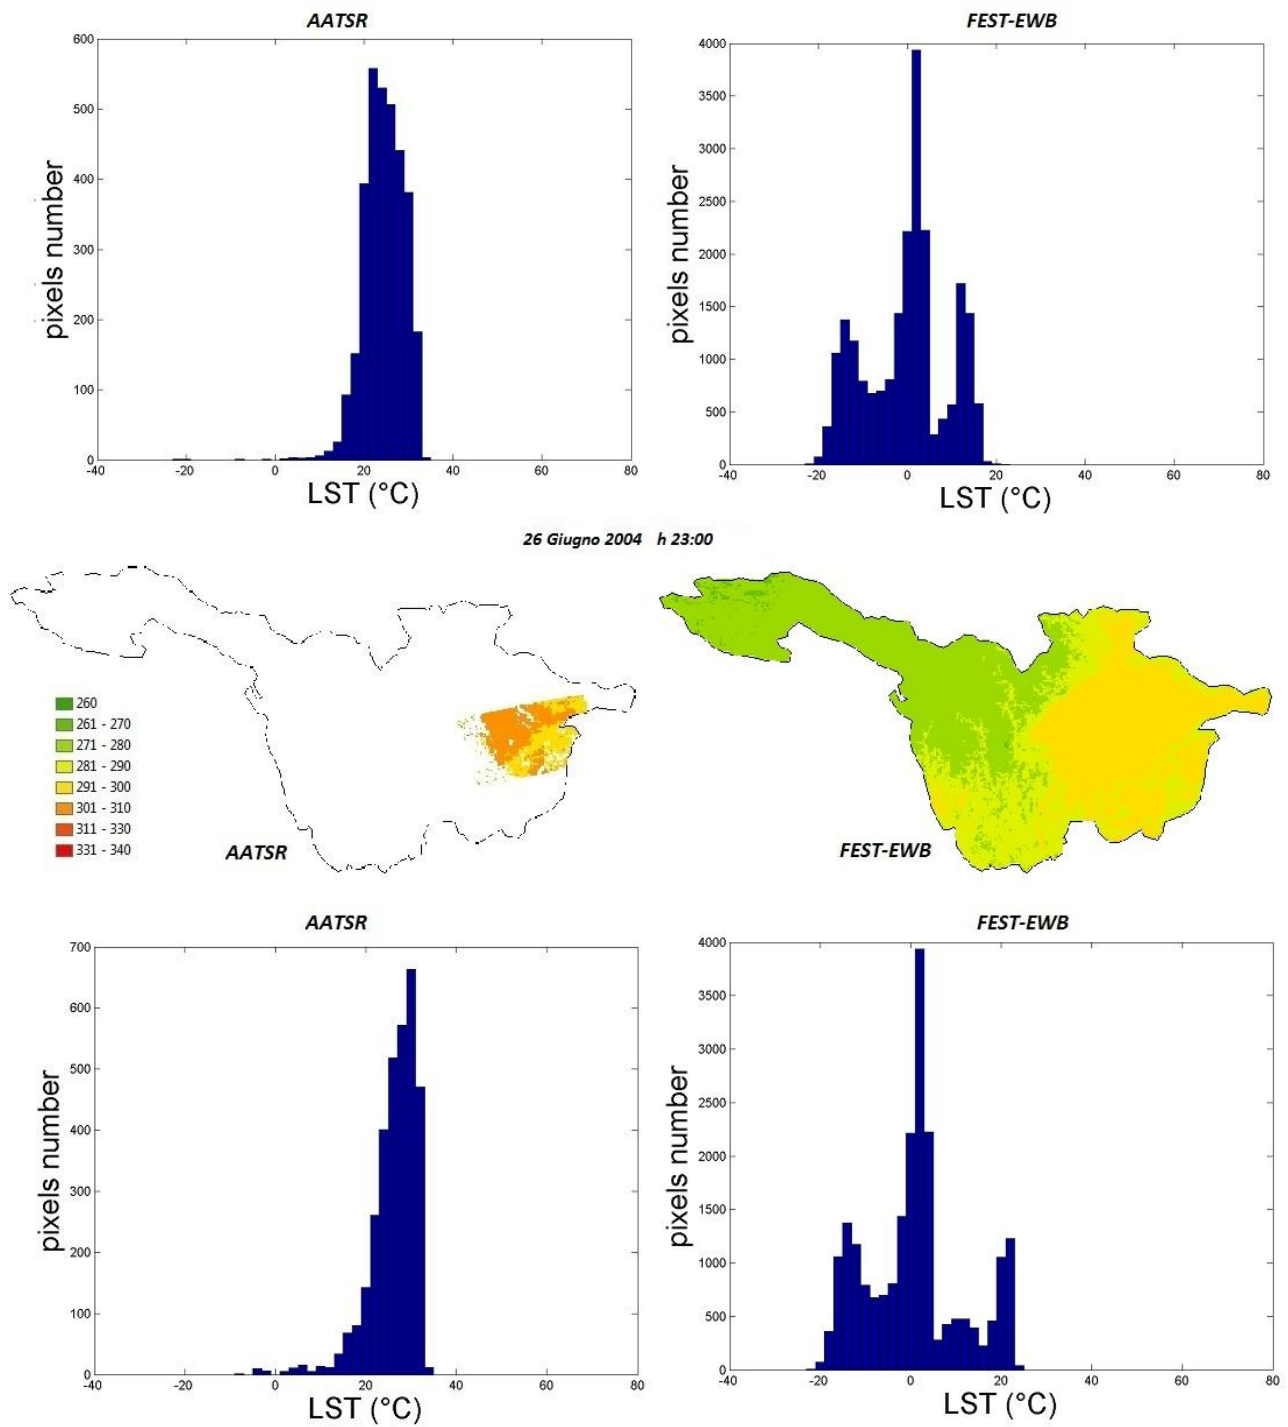 AATSR
FEST-EWB
600
500
400
300
200
100
0
-40 -20 0 20 40 60 80
pixels number
LST (°C)
4000
3500
3000
2500
2000
1500
1000
500
0
-40 -20 0 20 40 60 80
pixels number
LST (°C)
26 Giugno 2004 h 23:00
260
261 - 270
271 - 280
281 - 290
291 - 300
301 - 310
311 - 330
331 - 340
AATSR
FEST-EWB
AATSR
FEST-EWB
700
600
500
400
300
200
100
0
-40 -20 0 20 40 60 80
pixels number
LST (°C)
4000
3500
3000
2500
2000
1500
1000
500
0
-40 -20 0 20 40 60 80
pixels number
LST (°C)